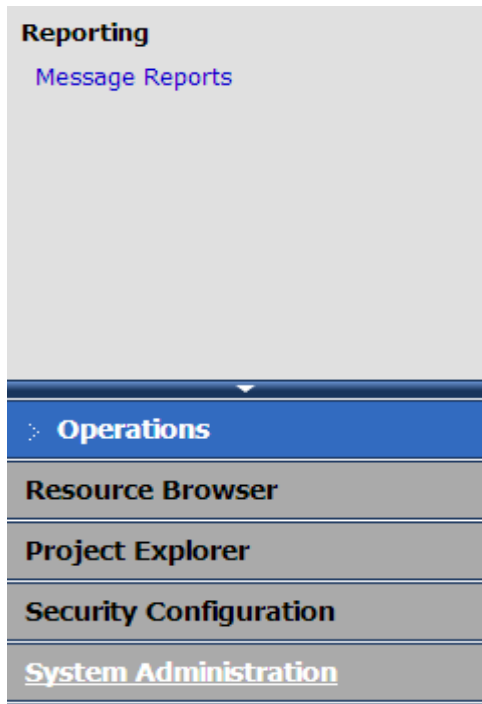 Reporting
Message Reports
Operations
Resource Browser
Project Explorer
Security Configuration
System Administration